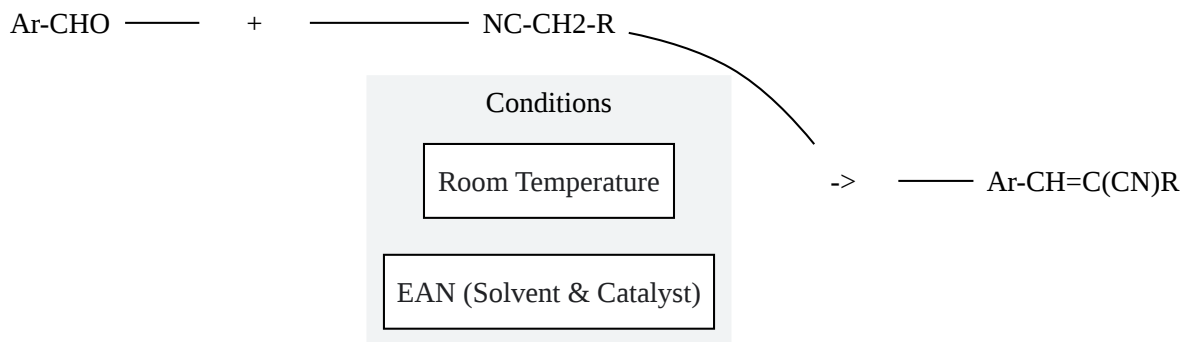 Ar-CHO + NC-CH2-R
Conditions
Room Temperature
-> Ar-CH=C(CN)R
EAN (Solvent & Catalyst)